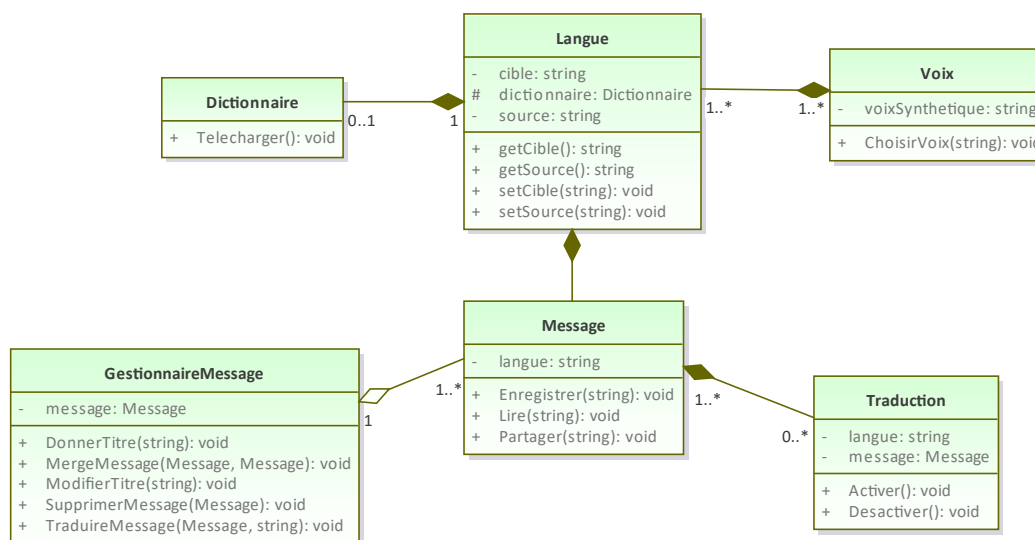 Langue
- cible: string
# dictionnaire: Dictionnaire
- source: string
+ getCible(): string
+ getSource(): string
+ setCible(string): void
+ setSource(string): void
Dictionnaire
+ Telecharger(): void
0..1
1
Voix
- voixSynthetique: string
+ ChoisirVoix(string): void
1..*
1..*
Message
- langue: string
+ Enregistrer(string): void
+ Lire(string): void
+ Partager(string): void
GestionnaireMessage
- message: Message
+ DonnerTitre(string): void
+ MergeMessage(Message, Message): void
+ ModifierTitre(string): void
+ SupprimerMessage(Message): void
+ TraduireMessage(Message, string): void
1
1..*
1..*
0..*
Traduction
- langue: string
- message: Message
+ Activer(): void
+ Desactiver(): void